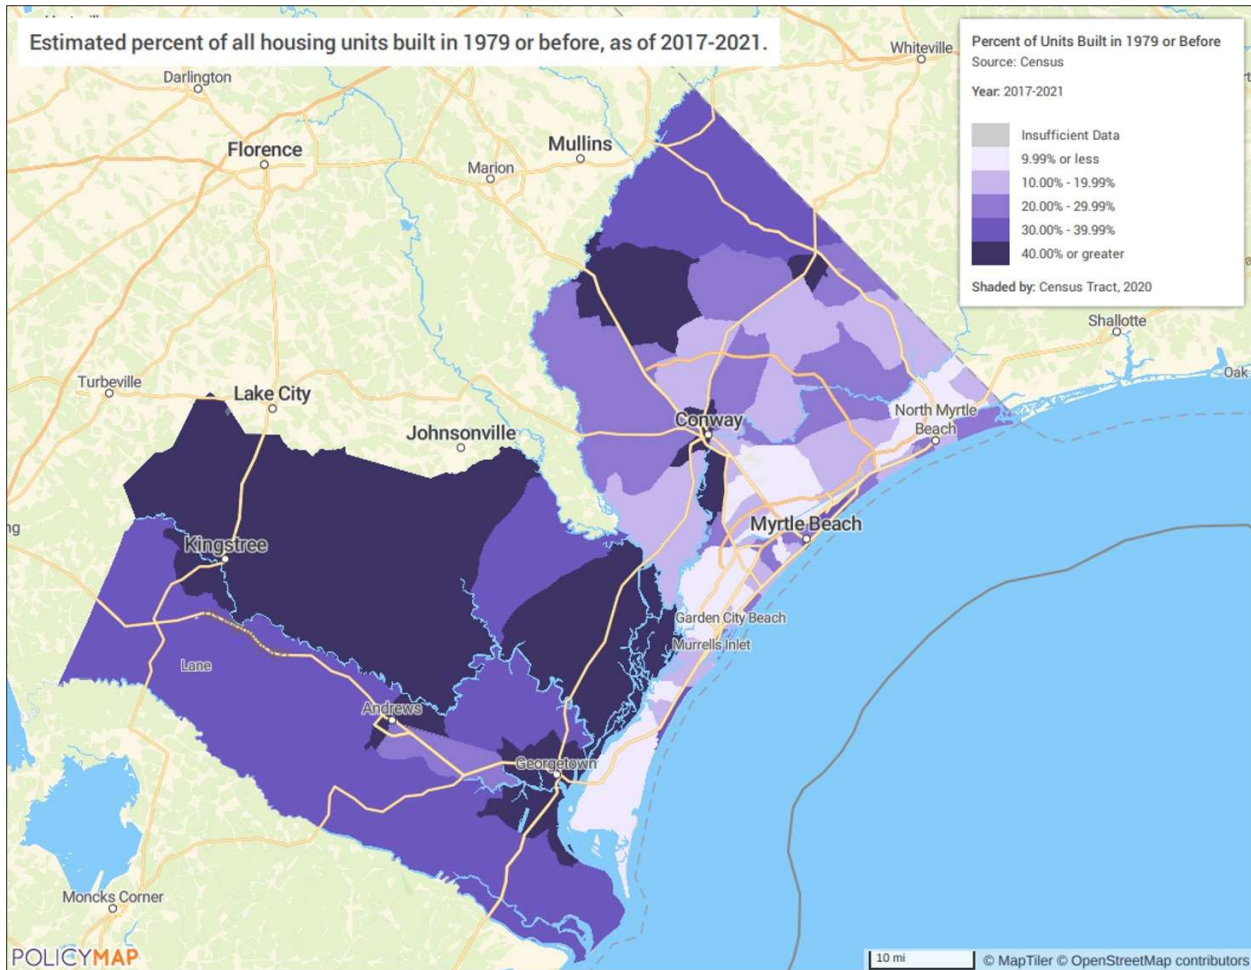 Estimated percent of all housing units built in 1979 or before, as of 2017-2021.
Percent of Units Built in 1979 or Before
Source: Census
Year: 2017-2021
Insufficient Data
9.99% or less
10.00% - 19.99%
20.00% - 29.99%
30.00% - 39.99%
40.00% or greater
Shaded by: Census Tract, 2020
Whiteville
Darlington
Florence
Mullins
Marion
Shallotte
Oak
Turbeville
Lake City
Johnsonville
Conway
North Myrtle
Beach
Myrtle Beach
ng
Kingstree
Garden City Beach
Murrells Inlet
Lane
Andrews
Georgetown
Moncks Corner
POLICYMAP
10 mi
© MapTiler © OpenStreetMap contributors